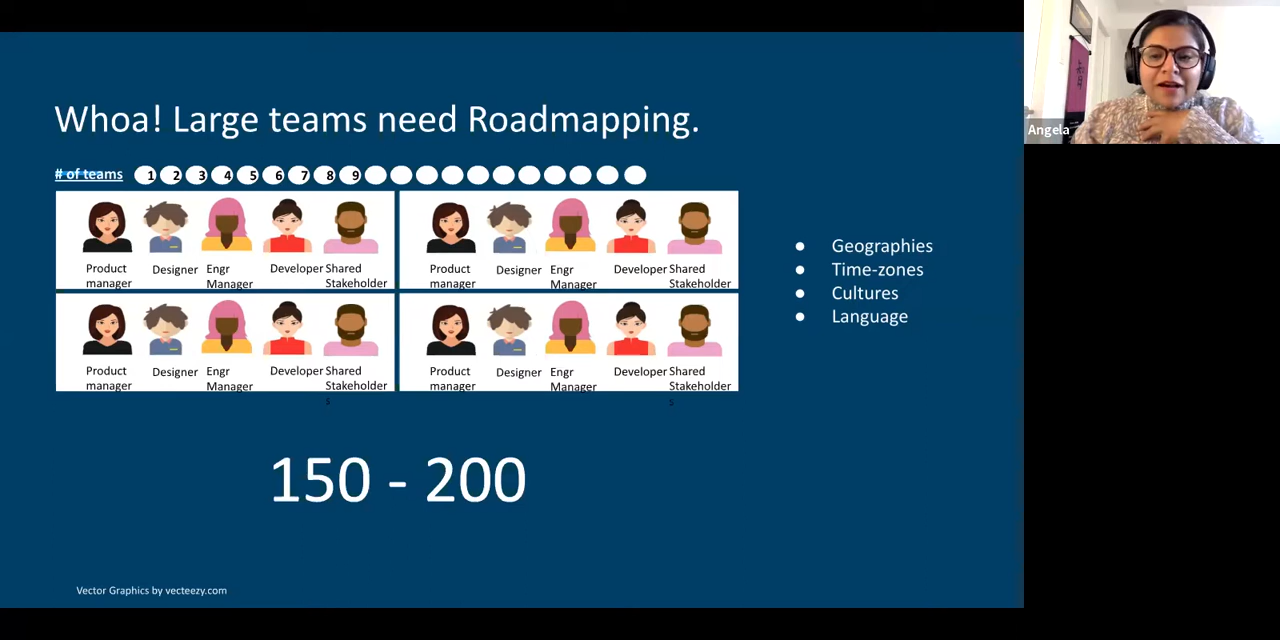 Whoa! Large teams need Roadmapping.
# of teams 1 2 3 4 5 6 7 8 9
Product manager Designer Engr Manager Developer Shared Stakeholder
Product manager Designer Engr Manager Developer Shared Stakeholder
Product manager Designer Engr Manager Developer Shared Stakeholders
Product manager Designer Engr Manager Developer Shared Stakeholders
● Geographies
● Time-zones
● Cultures
● Language
150 - 200
Vector Graphics by vecteezy.com
Angela